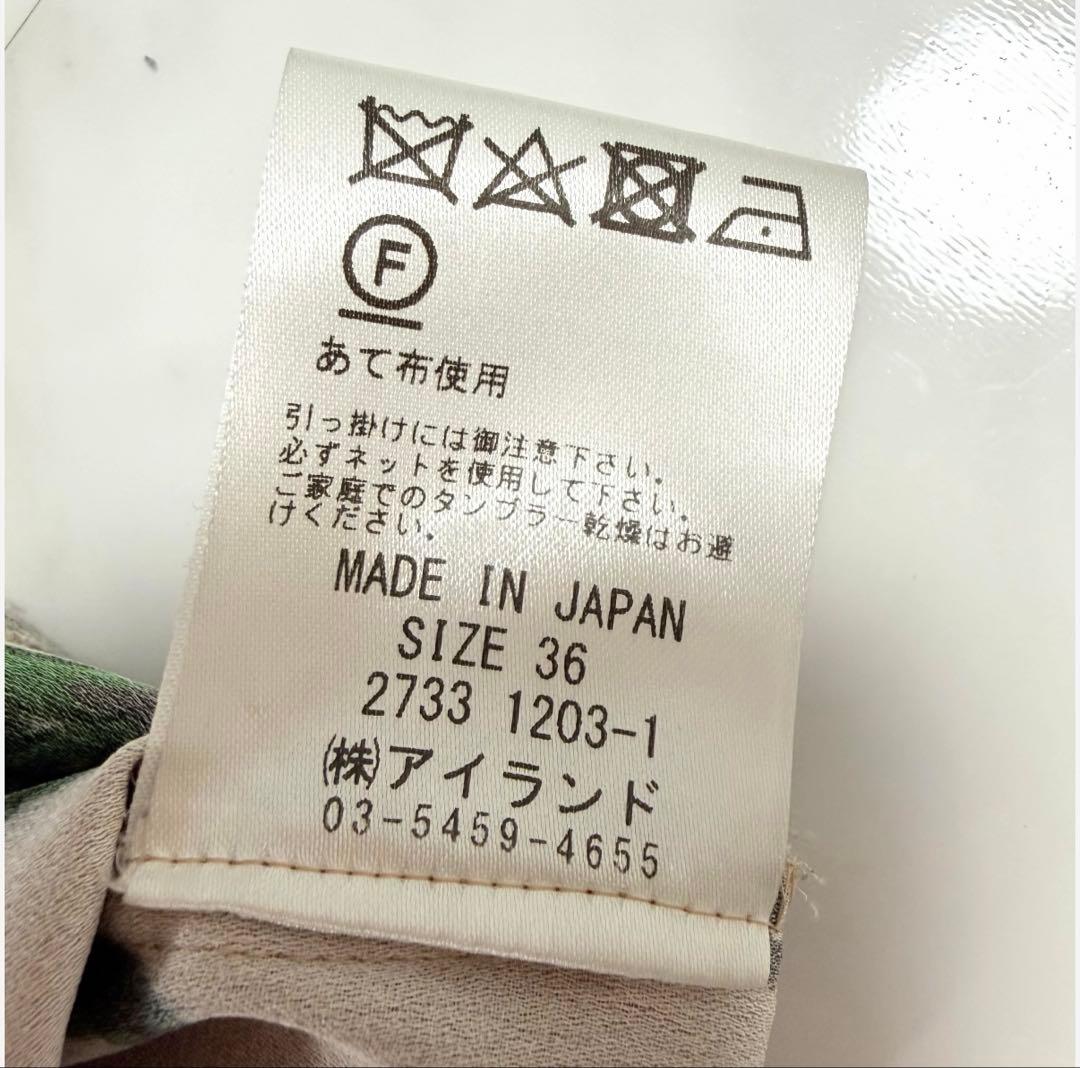 F
あて布使用
引っ掛けには御注意下さい.
必ずネットを使用して下さい.
ご家庭でのタンブラー乾燥はお避
けください.
MADE IN JAPAN
SIZE 36
2733 1203-1
㈱アイランド
03-5459-4655